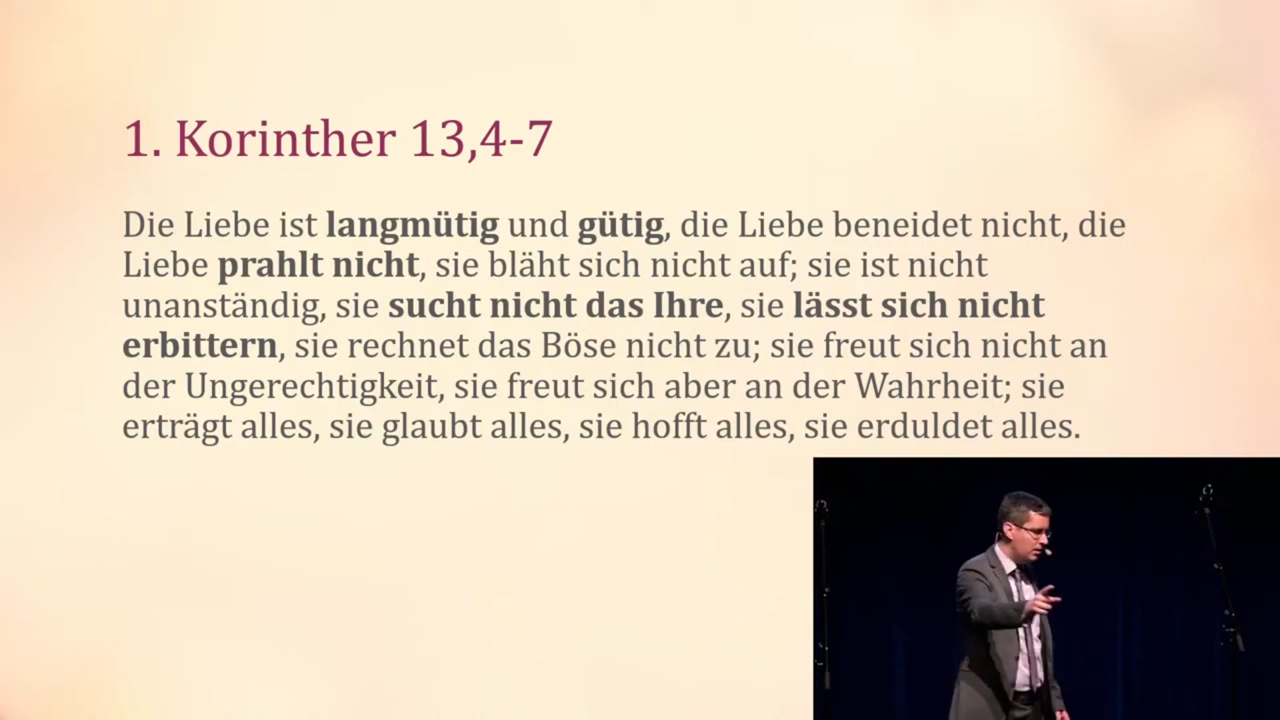 1. Korinther 13,4-7
Die Liebe ist langmütig und gütig, die Liebe beneidet nicht, die
Liebe prahlt nicht, sie bläht sich nicht auf; sie ist nicht
unanständig, sie sucht nicht das Ihre, sie lässt sich nicht
erbittern, sie rechnet das Böse nicht zu; sie freut sich nicht an
der Ungerechtigkeit, sie freut sich aber an der Wahrheit; sie
erträgt alles, sie glaubt alles, sie hofft alles, sie erduldet alles.